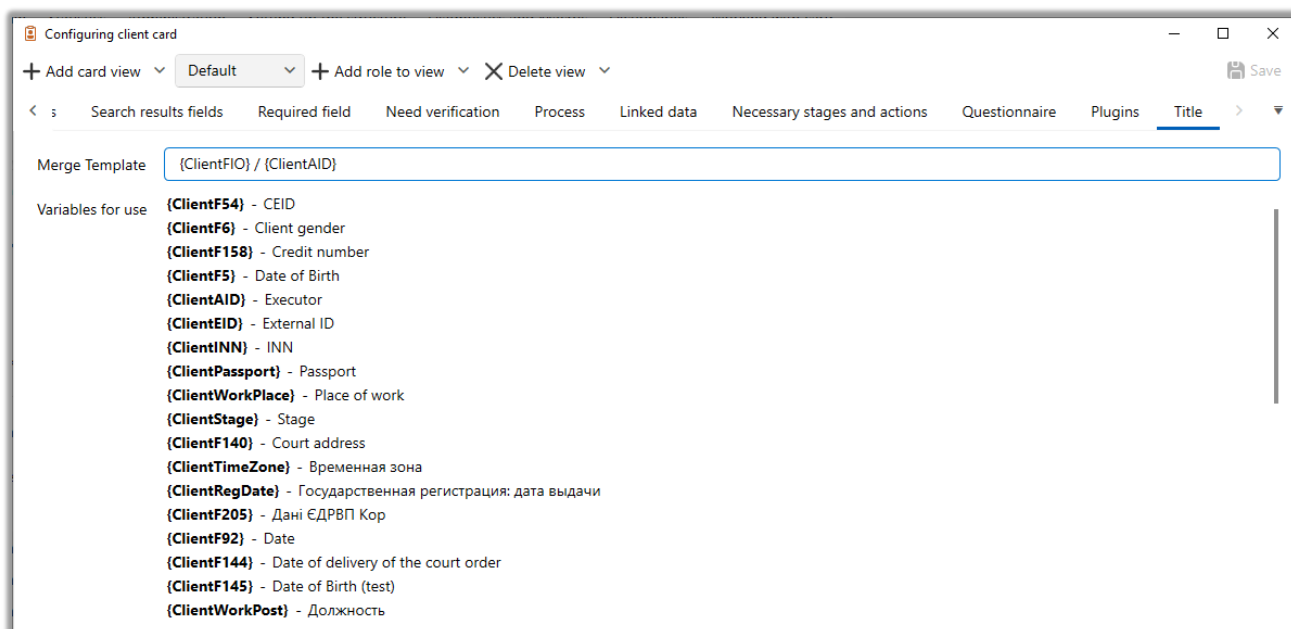 Configuring client card
Add card view Default Add role to view Delete view Save
s Search results fields Required field Need verification Process Linked data Necessary stages and actions Questionnaire Plugins Title
Merge Template {ClientFIO} / {ClientAID}
Variables for use {ClientF54} - CEID
{ClientF6} - Client gender
{ClientF158} - Credit number
{ClientF5} - Date of Birth
{ClientAID} - Executor
{ClientEID} - External ID
{ClientINN} - INN
{ClientPassport} - Passport
{ClientWorkPlace} - Place of work
{ClientStage} - Stage
{ClientF140} - Court address
{ClientTimeZone} - Временная зона
{ClientRegDate} - Государственная регистрация: дата выдачи
{ClientF205} - Дані ЄДРВП Кор
{ClientF92} - Date
{ClientF144} - Date of delivery of the court order
{ClientF145} - Date of Birth (test)
{ClientWorkPost} - Должность